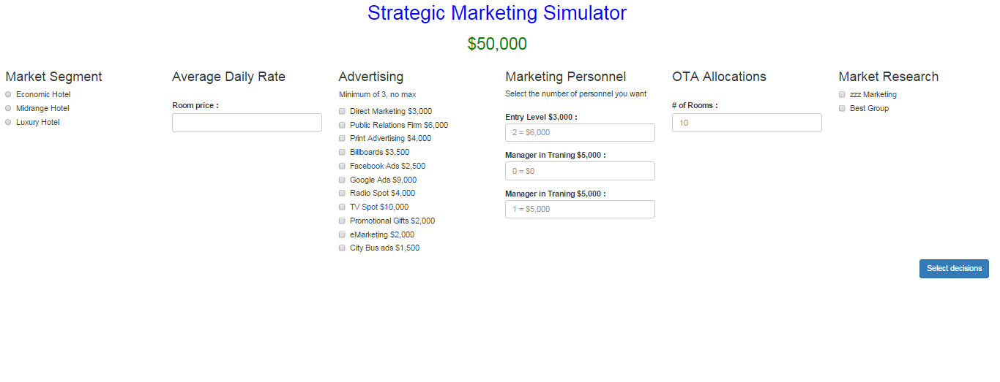 Strategic Marketing Simulator
$50,000
Market Segment
Economic Hotel
Midrange Hotel
Luxury Hotel
Average Daily Rate
Room price :
Advertising
Minimum of 3, no max
Direct Marketing $3,000
Public Relations Firm $6,000
Print Advertising $4,000
Billboards $3,500
Facebook Ads $2,500
Google Ads $9,000
Radio Spot $4,000
TV Spot $10,000
Promotional Gifts $2,000
eMarketing $2,000
City Bus ads $1,500
Marketing Personnel
Select the number of personnel you want
Entry Level $3,000 :
2 = $6,000
Manager in Traning $5,000 :
0 = $0
Manager in Traning $5,000 :
1 = $5,000
OTA Allocations
# of Rooms :
10
Market Research
zzz Marketing
Best Group
Select decisions